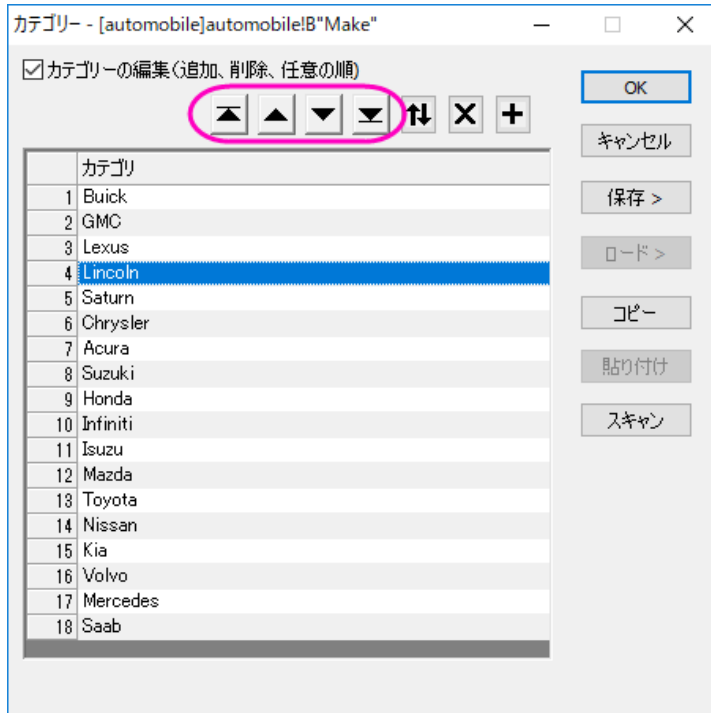 カテゴリー - [automobile]automobile!B"Make"
カテゴリーの編集(追加、削除、任意の順)
OK
キャンセル
保存 >
ロード >
コピー
貼り付け
スキャン
カテゴリ
1 Buick
2 GMC
3 Lexus
4 Lincoln
5 Saturn
6 Chrysler
7 Acura
8 Suzuki
9 Honda
10 Infiniti
11 Isuzu
12 Mazda
13 Toyota
14 Nissan
15 Kia
16 Volvo
17 Mercedes
18 Saab